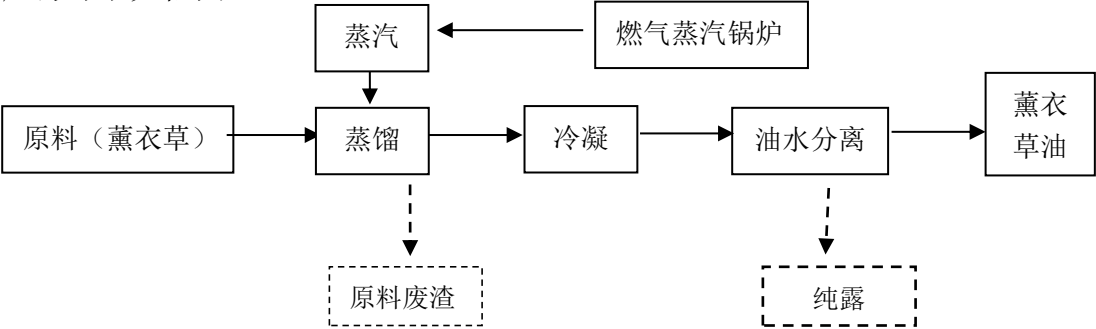 蒸汽
燃气蒸汽锅炉
原料（薰衣草）
蒸馏
冷凝
油水分离
薰衣
草油
原料废渣
纯露